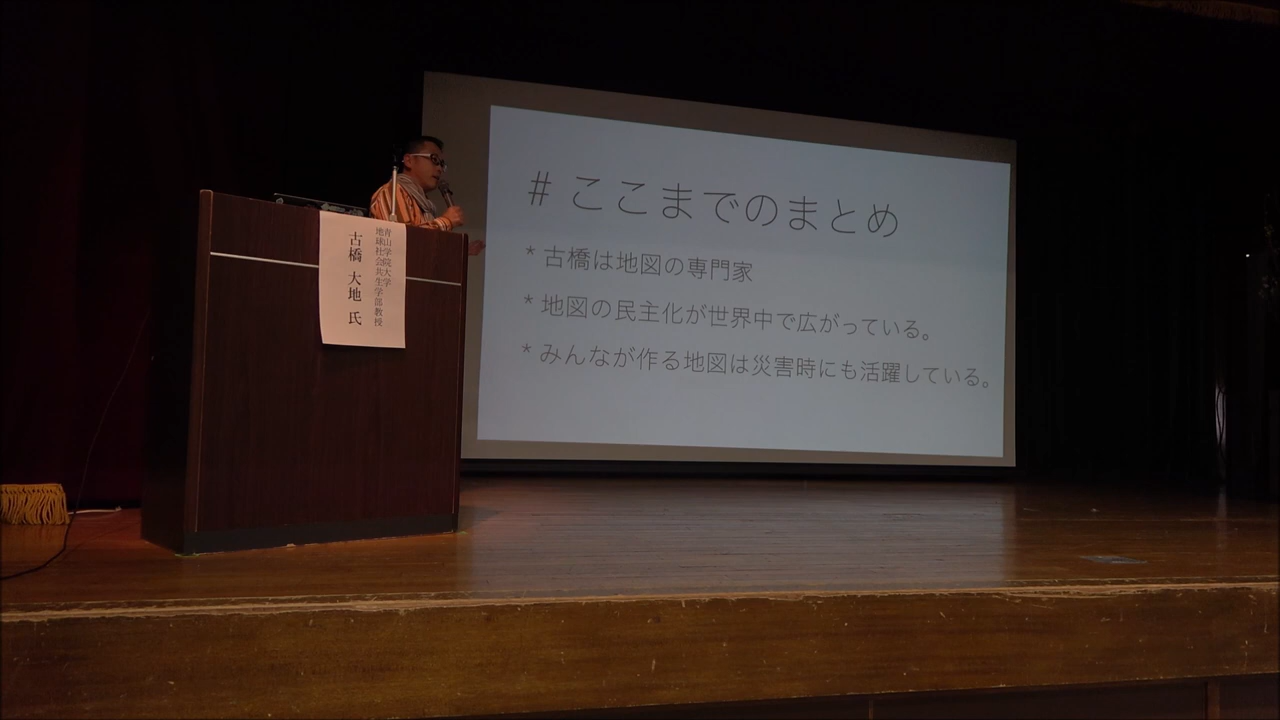 青山学院大学
地球社会共生学部教授
古橋 大地 氏
# ここまでのまとめ
* 古橋は地図の専門家
* 地図の民主化が世界中で広がっている。
* みんなが作る地図は災害時にも活躍している。